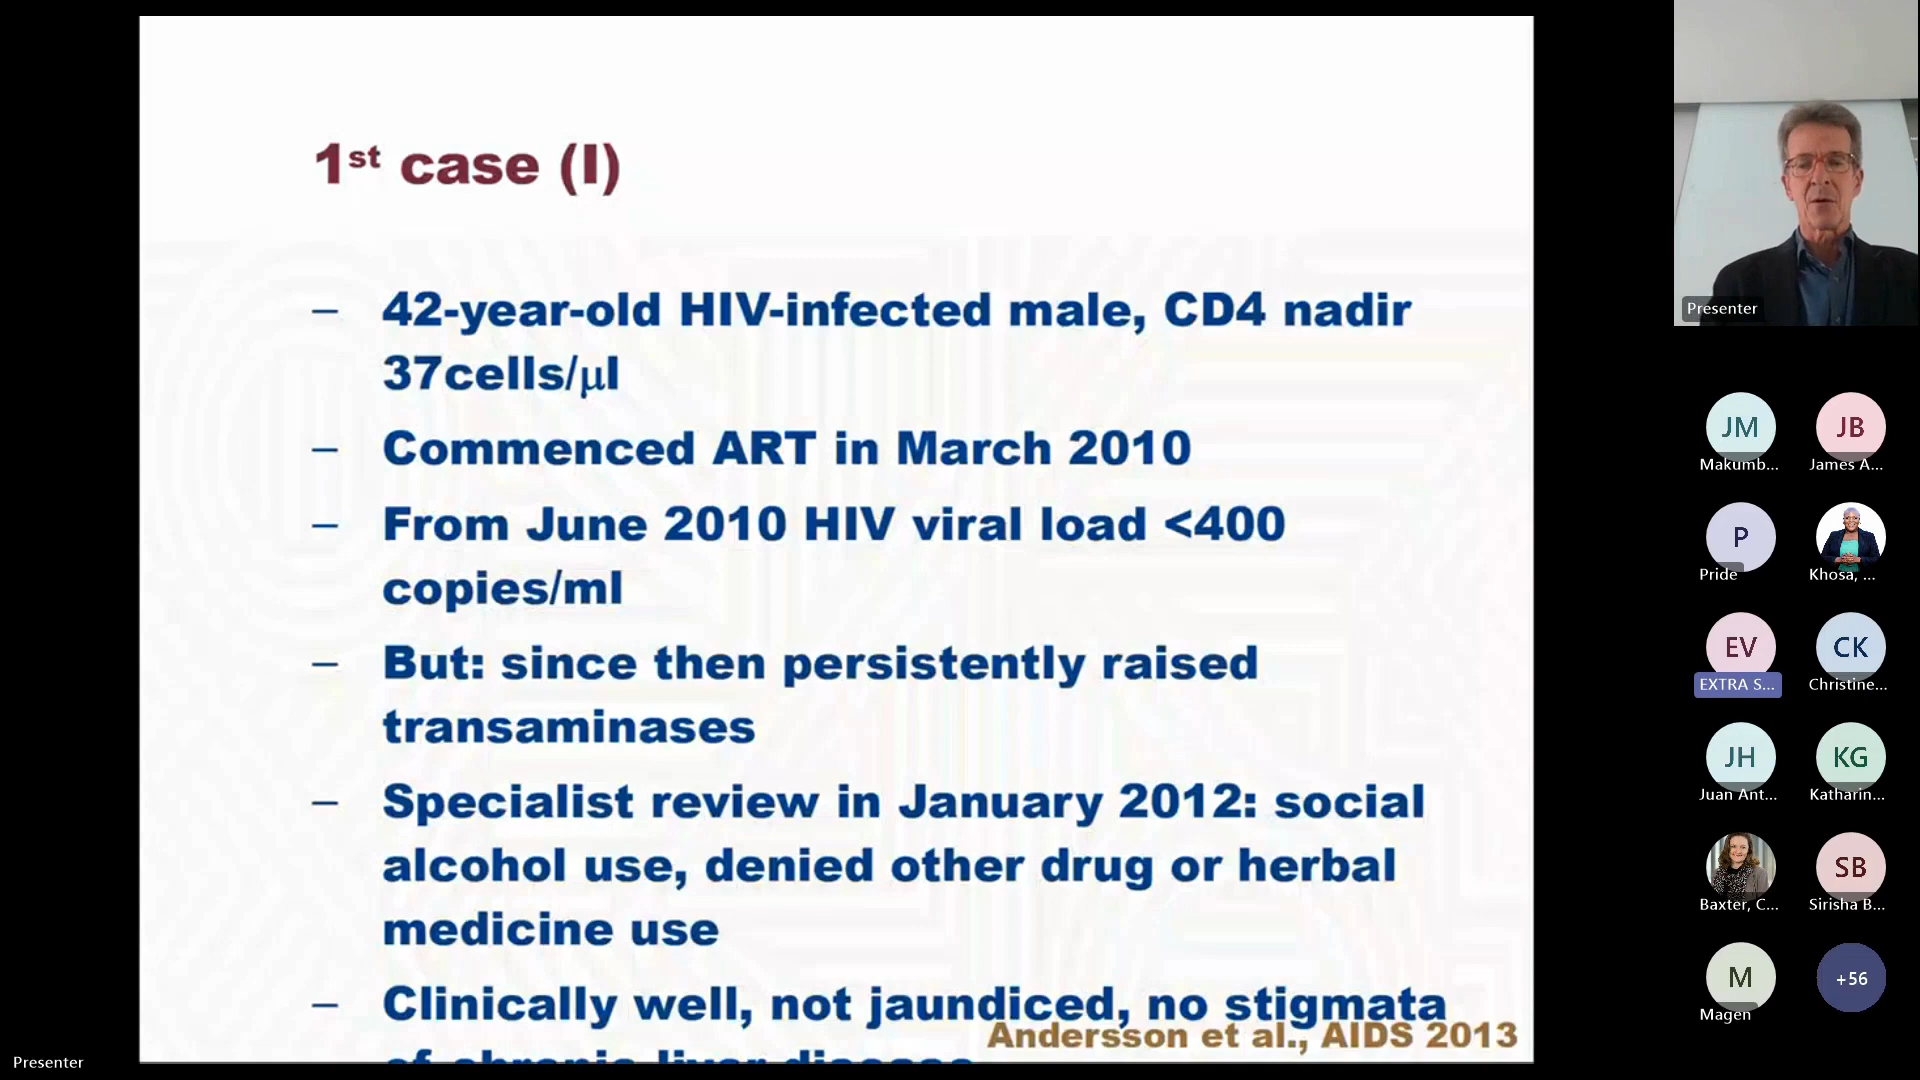 1st case (I)
– 42-year-old HIV-infected male, CD4 nadir
37cells/μl
– Commenced ART in March 2010
– From June 2010 HIV viral load <400
copies/ml
– But: since then persistently raised
transaminases
– Specialist review in January 2012: social
alcohol use, denied other drug or herbal
medicine use
– Clinically well, not jaundiced, no stigmata
of chronic liver disease
Andersson et al., AIDS 2013
Presenter
JM
Makumb...
JB
James A...
P
Pride
Khosa, ...
EV
EXTRA S...
CK
Christine...
JH
Juan Ant...
KG
Katharin...
Baxter, C...
SB
Sirisha B...
M
Magen
+56
Presenter